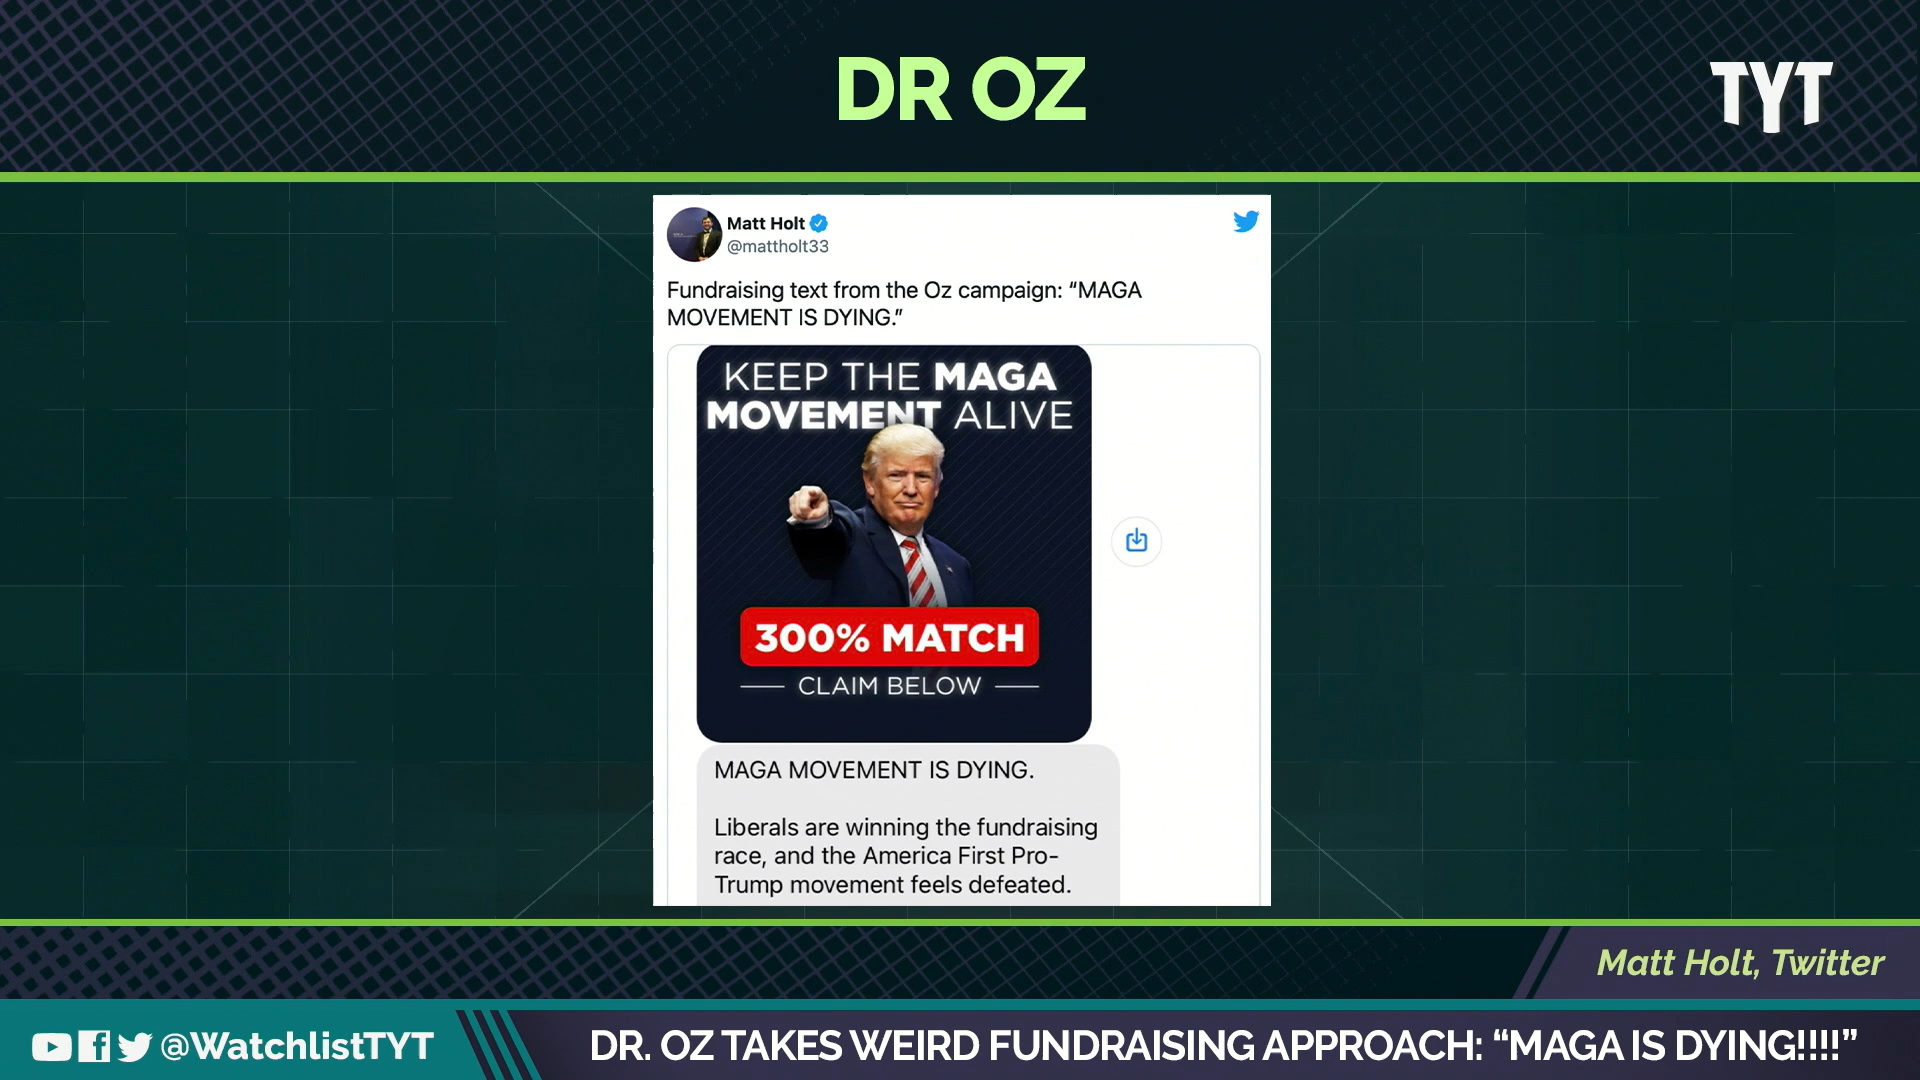 DR OZ
TYT
Matt Holt
@mattholt33
Fundraising text from the Oz campaign: “MAGA
MOVEMENT IS DYING.”
KEEP THE MAGA
MOVEMENT ALIVE
300% MATCH
CLAIM BELOW
MAGA MOVEMENT IS DYING.
Liberals are winning the fundraising
race, and the America First Pro-
Trump movement feels defeated.
Matt Holt, Twitter
@WatchlistTYT
DR. OZ TAKES WEIRD FUNDRAISING APPROACH: “MAGA IS DYING!!!!”